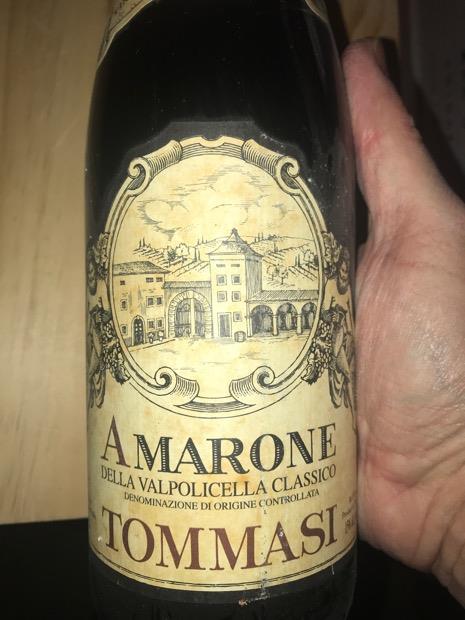 AMARONE
DELLA VALPOLICELLA CLASSICO
DENOMINAZIONE DI ORIGINE CONTROLLATA
TOMMASI